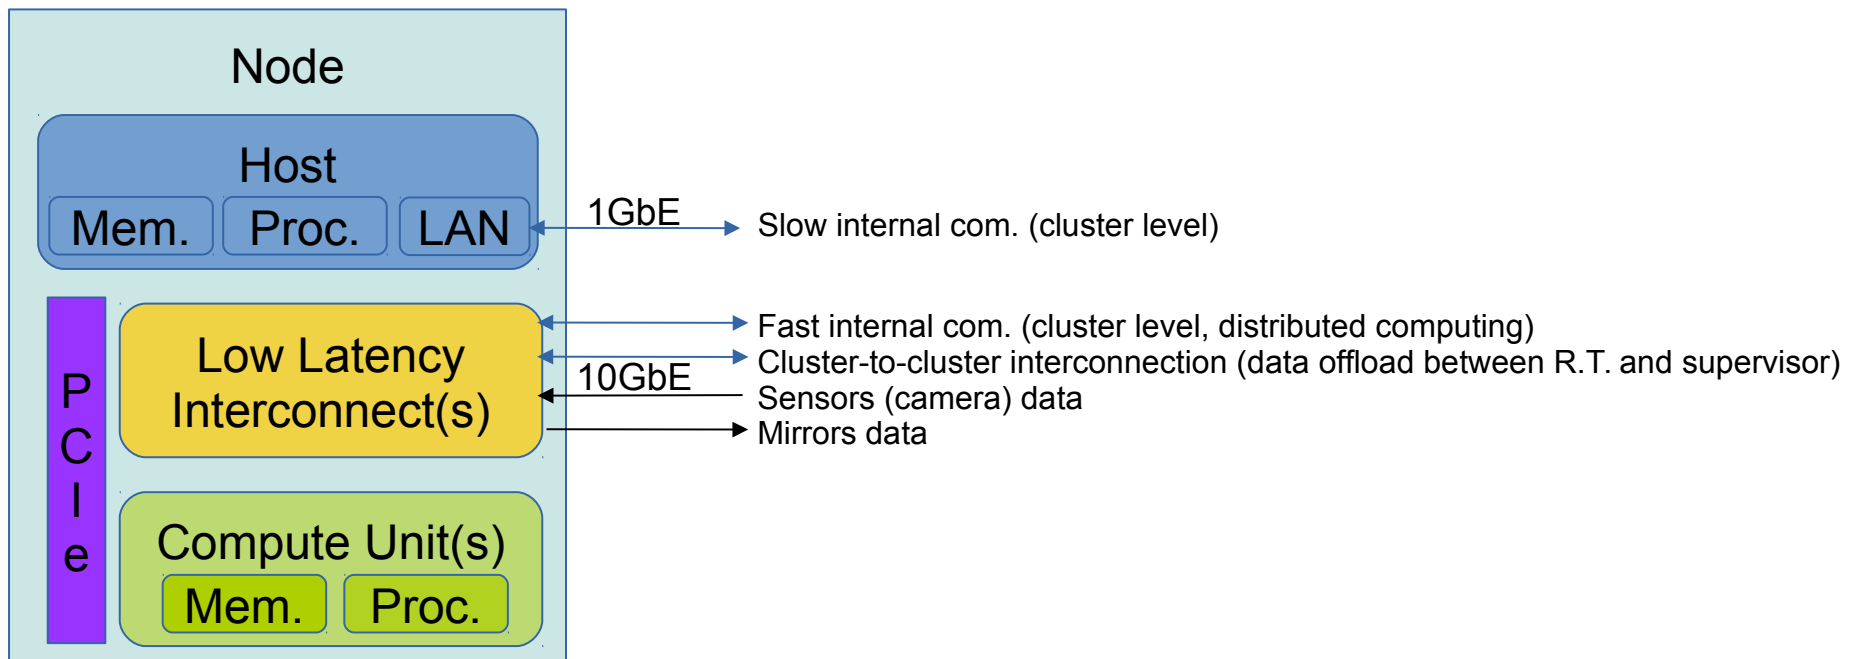 Node
Host
Mem. Proc. LAN
1GbE
Slow internal com. (cluster level)
PCIe
Low Latency
Interconnect(s)
10GbE
Fast internal com. (cluster level, distributed computing)
Cluster-to-cluster interconnection (data offload between R.T. and supervisor)
Sensors (camera) data
Mirrors data
Compute Unit(s)
Mem. Proc.